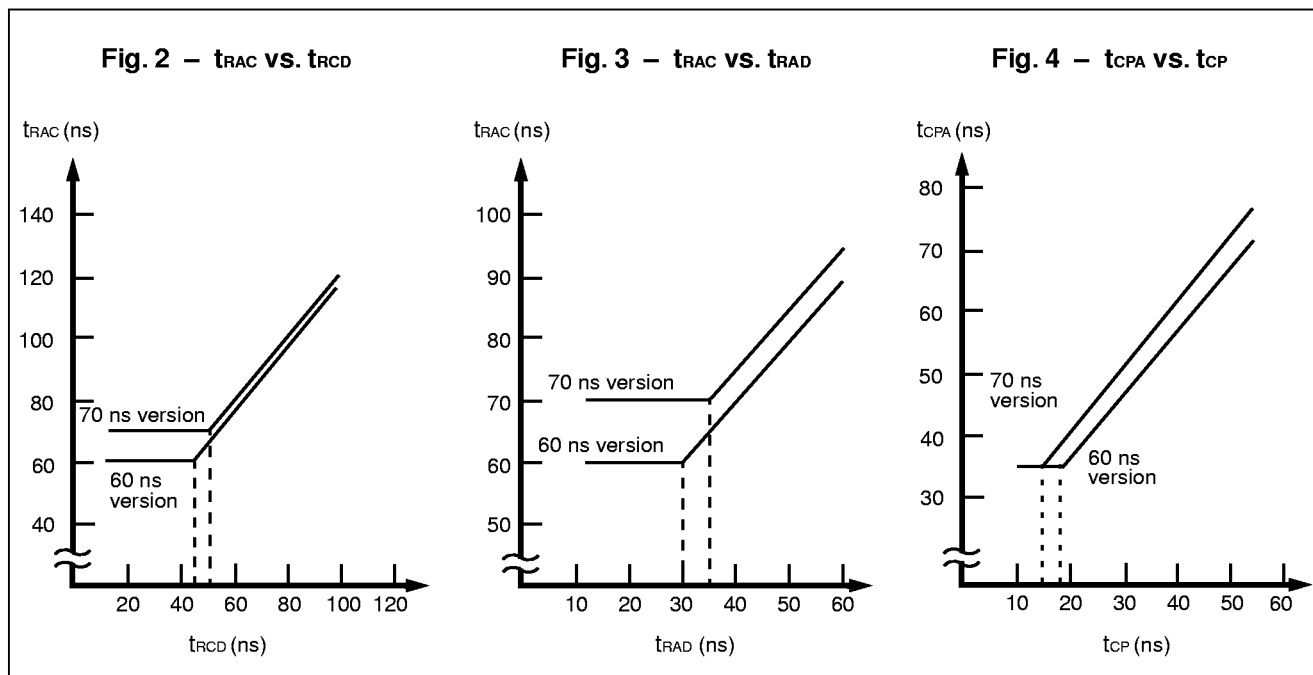 Fig. 2 – tRAC vs. tRCD
tRAC (ns)
140
120
100
80
60
40
70 ns version
60 ns
version
20 40 60 80 100 120
tRCD (ns)
Fig. 3 – tRAC vs. tRAD
tRAC (ns)
100
90
80
70
60
50
70 ns version
60 ns version
10 20 30 40 50 60
tRAD (ns)
Fig. 4 – tCPA vs. tCP
tCPA (ns)
80
70
60
50
40
30
70 ns
version
60 ns
version
10 20 30 40 50 60
tCP (ns)